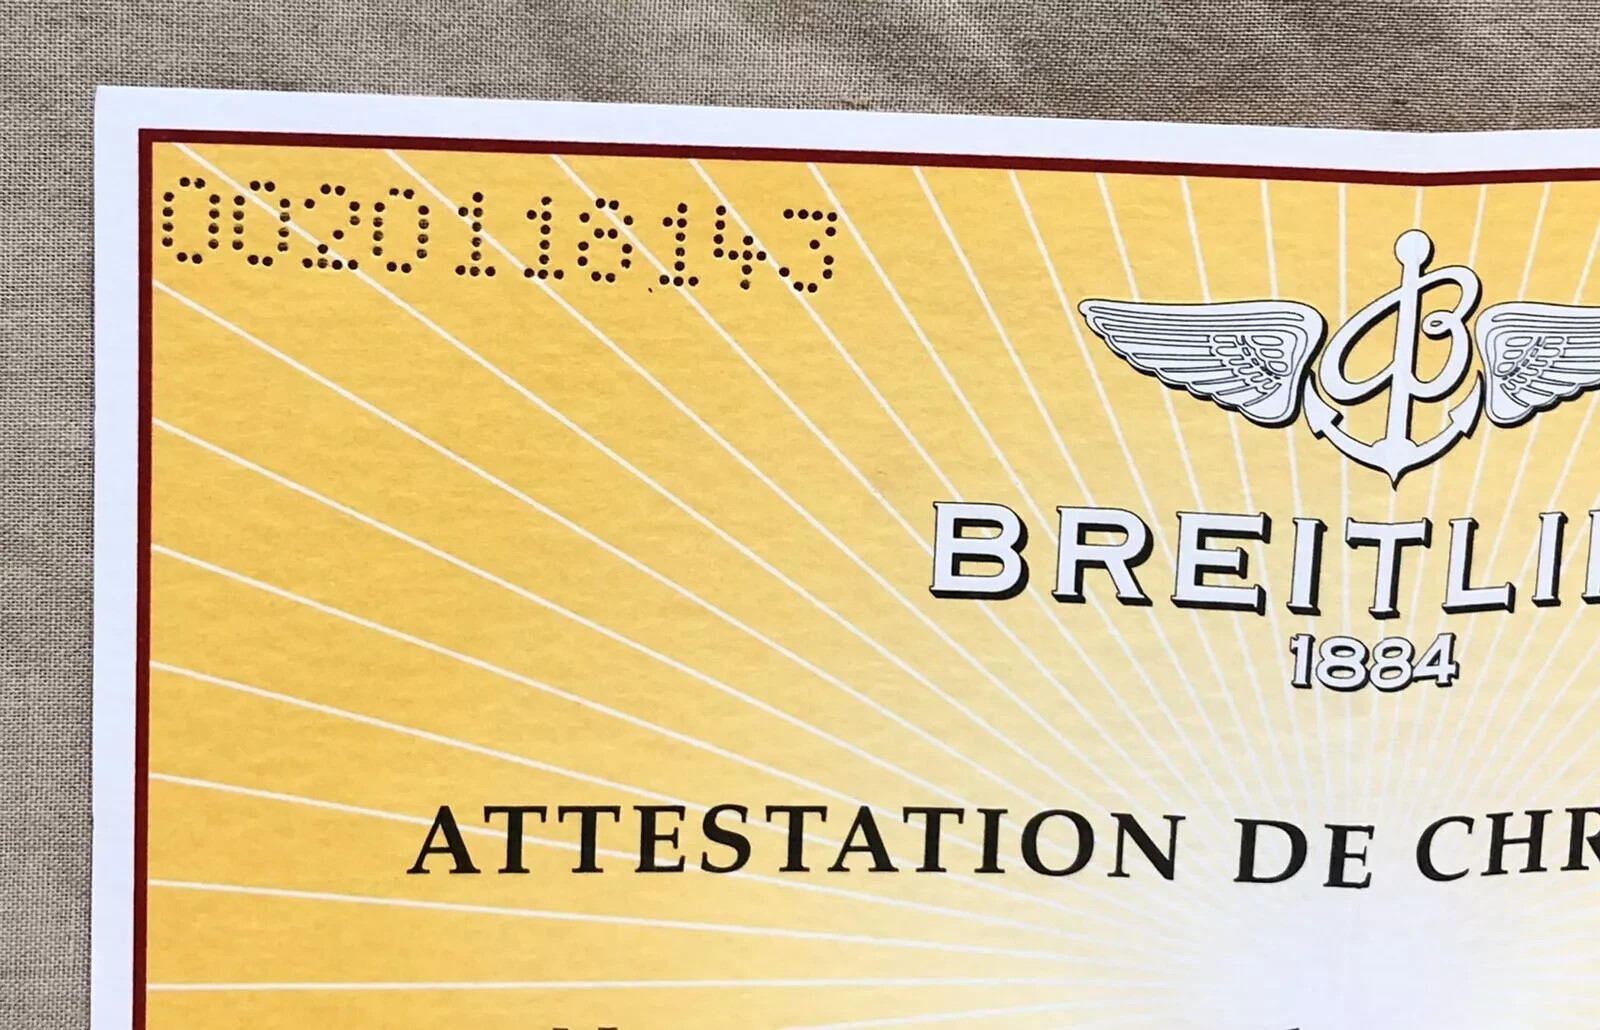 0020118143
BREITLI
1884
ATTESTATION DE CHR